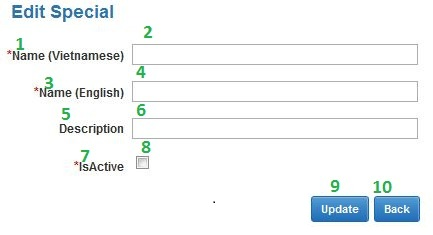 Edit Special
1 2
*Name (Vietnamese)
3 4
*Name (English)
5 6
Description
7 8
*IsActive
9 10
Update Back